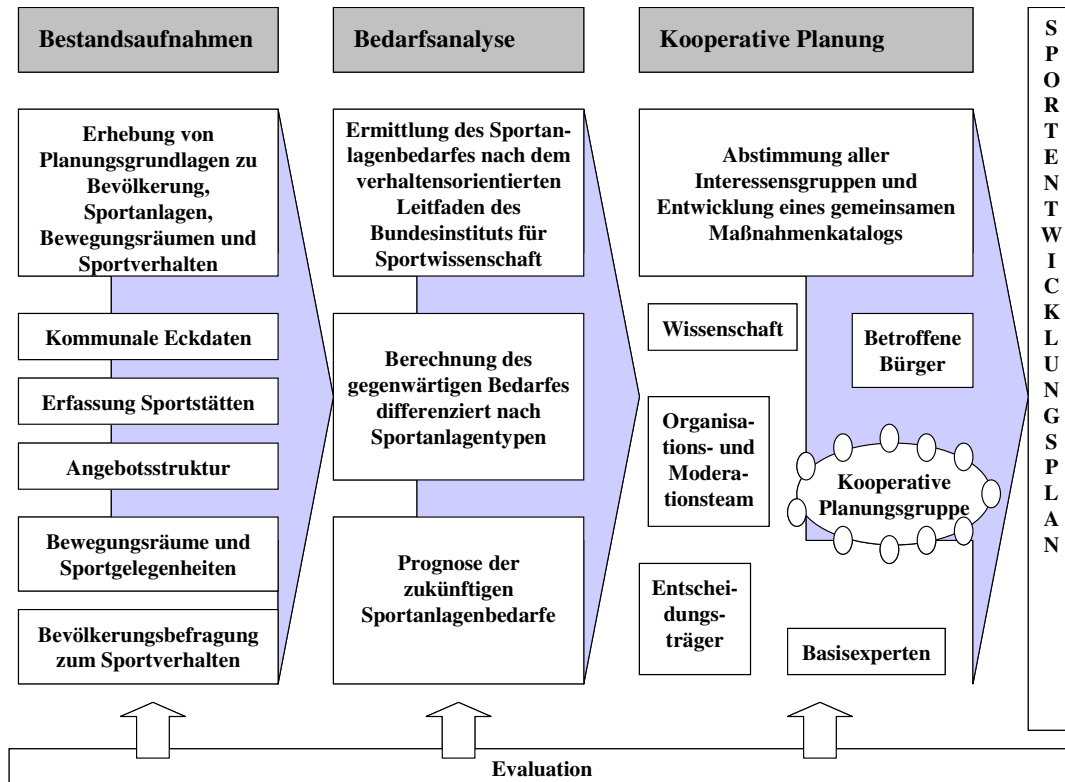 Bestandsaufnahmen
Erhebung von
Planungsgrundlagen zu
Bevölkerung,
Sportanlagen,
Bewegungsräumen und
Sportverhalten
Kommunale Eckdaten
Erfassung Sportstätten
Angebotsstruktur
Bewegungsräume und
Sportgelegenheiten
Bevölkerungsbefragung
zum Sportverhalten
Bedarfsanalyse
Ermittlung des Sportan-
lagenbedarfes nach dem
verhaltensorientierten
Leitfaden des
Bundesinstituts für
Sportwissenschaft
Berechnung des
gegenwärtigen Bedarfes
differenziert nach
Sportanlagentypen
Prognose der
zukünftigen
Sportanlagenbedarfe
Kooperative Planung
Abstimmung aller
Interessensgruppen und
Entwicklung eines gemeinsamen
Maßnahmenkatalogs
Wissenschaft
Betroffene
Bürger
Organisa-
tions- und
Modera-
tionsteam
Kooperative
Planungsgruppe
Entschei-
dungs-
träger
Basisexperten
SPORTENTWICKLUNGSPLAN
Evaluation